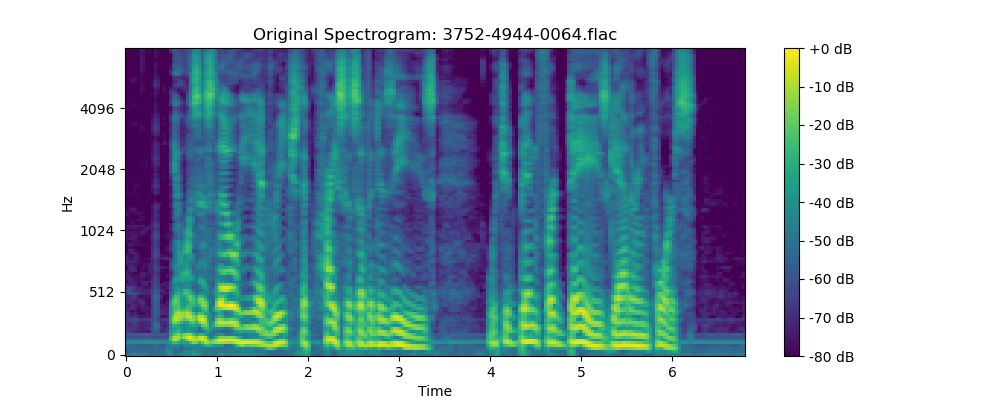 Original Spectrogram: 3752-4944-0064.flac
Hz
4096
2048
1024
512
0
0 1 2 3 4 5 6
Time
+0 dB
-10 dB
-20 dB
-30 dB
-40 dB
-50 dB
-60 dB
-70 dB
-80 dB